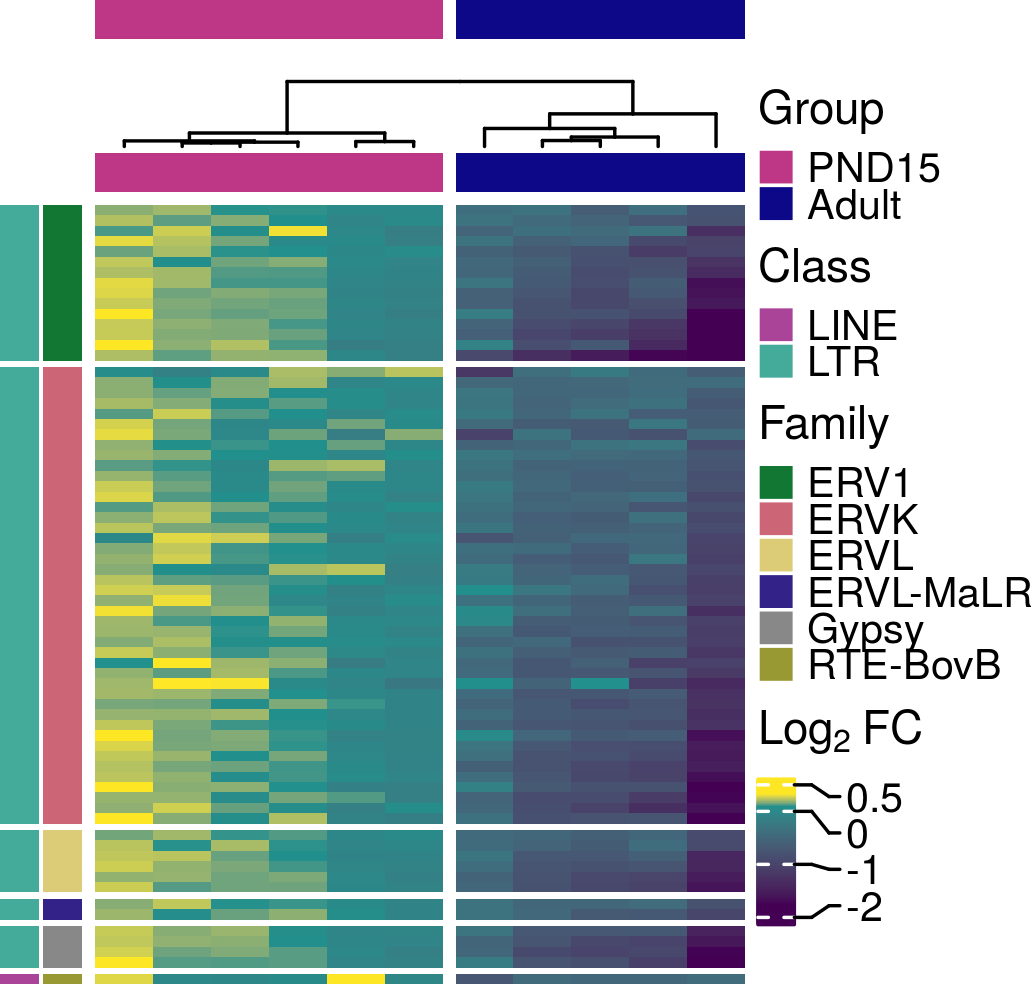 Group
PND15
Adult
Class
LINE
LTR
Family
ERV1
ERVK
ERVL
ERVL-MaLR
Gypsy
RTE-BovB
Log₂ FC
0.5
0
-1
-2